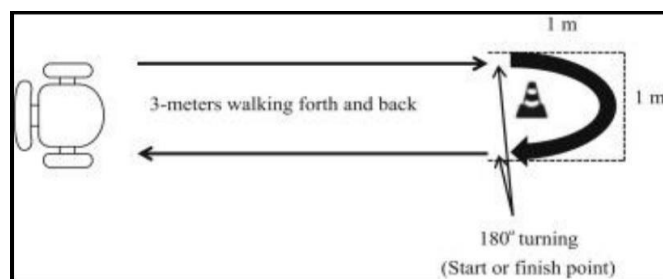 1 m
3-meters walking forth and back
1 m
180° turning
(Start or finish point)